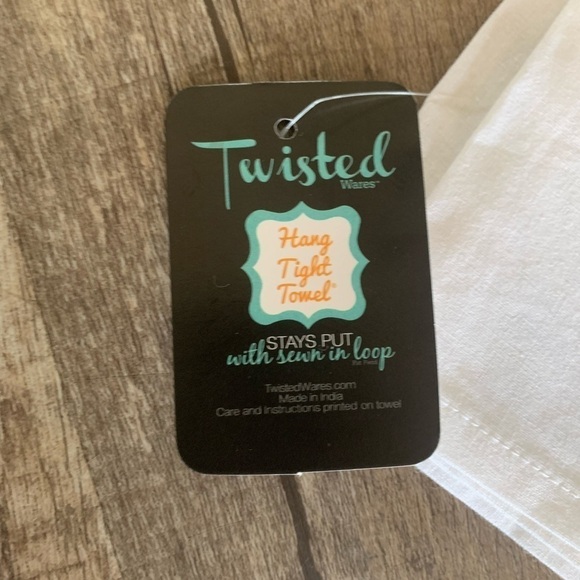 Twisted
Wares™
Hang
Tight
Towel®
STAYS PUT
with sewn in loop
TwistedWares.com
Made in India
Care and Instructions printed on towel